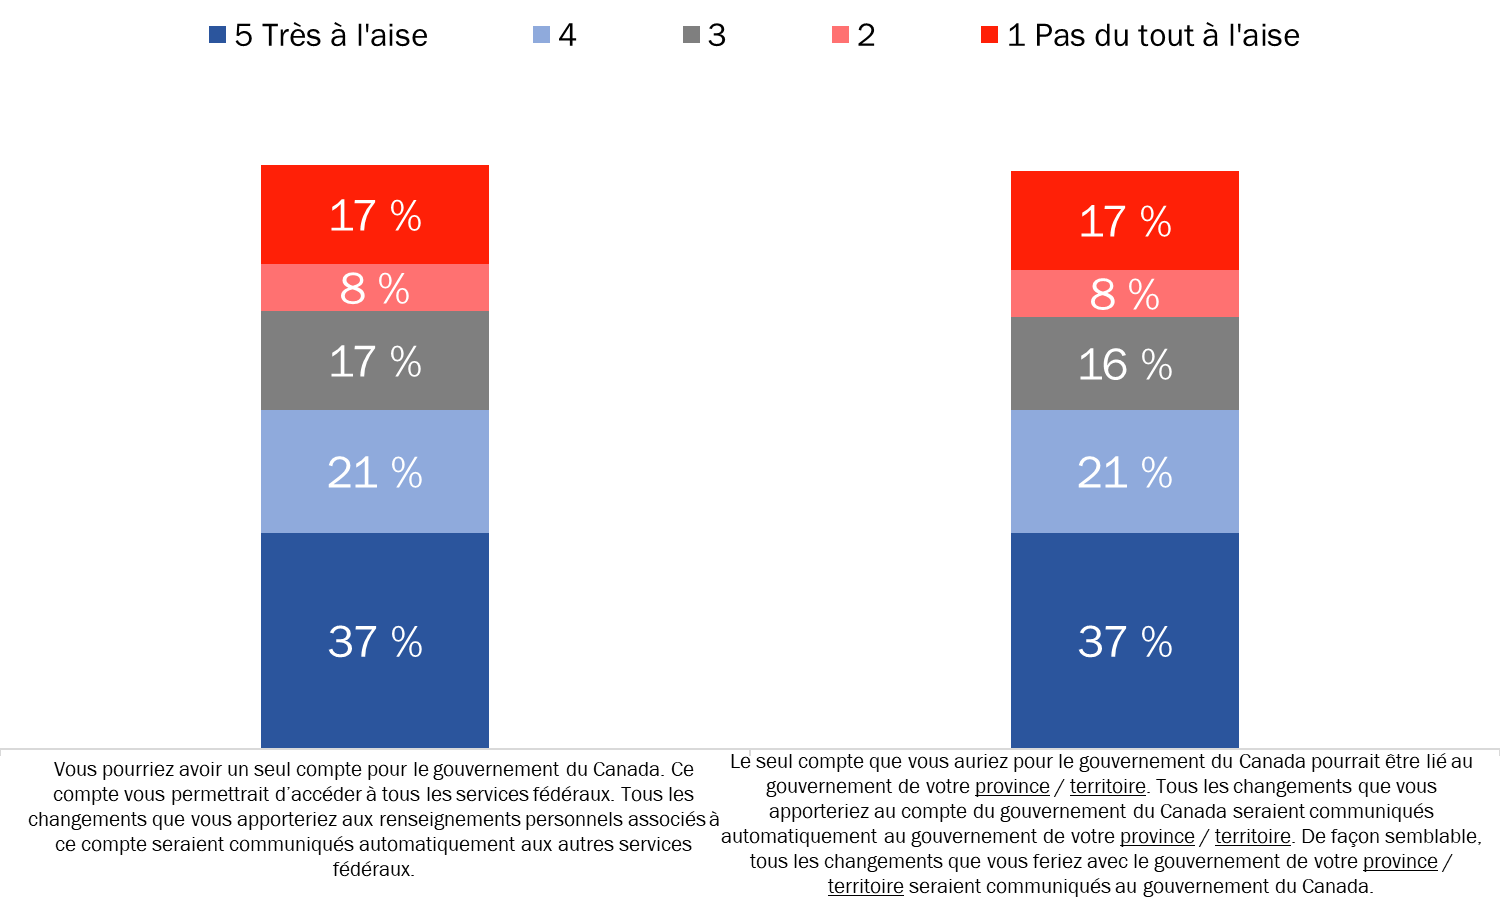 5 Très à l'aise 4 3 2 1 Pas du tout à l'aise
17 %
8 %
17 %
21 %
37 %
17 %
8 %
16 %
21 %
37 %
Vous pourriez avoir un seul compte pour le gouvernement du Canada. Ce
compte vous permettrait d’accéder à tous les services fédéraux. Tous les
changements que vous apporteriez aux renseignements personnels associés à
ce compte seraient communiqués automatiquement aux autres services
fédéraux.
Le seul compte que vous auriez pour le gouvernement du Canada pourrait être lié au
gouvernement de votre province / territoire. Tous les changements que vous
apporteriez au compte du gouvernement du Canada seraient communiqués
automatiquement au gouvernement de votre province / territoire. De façon semblable,
tous les changements que vous feriez avec le gouvernement de votre province /
territoire seraient communiqués au gouvernement du Canada.